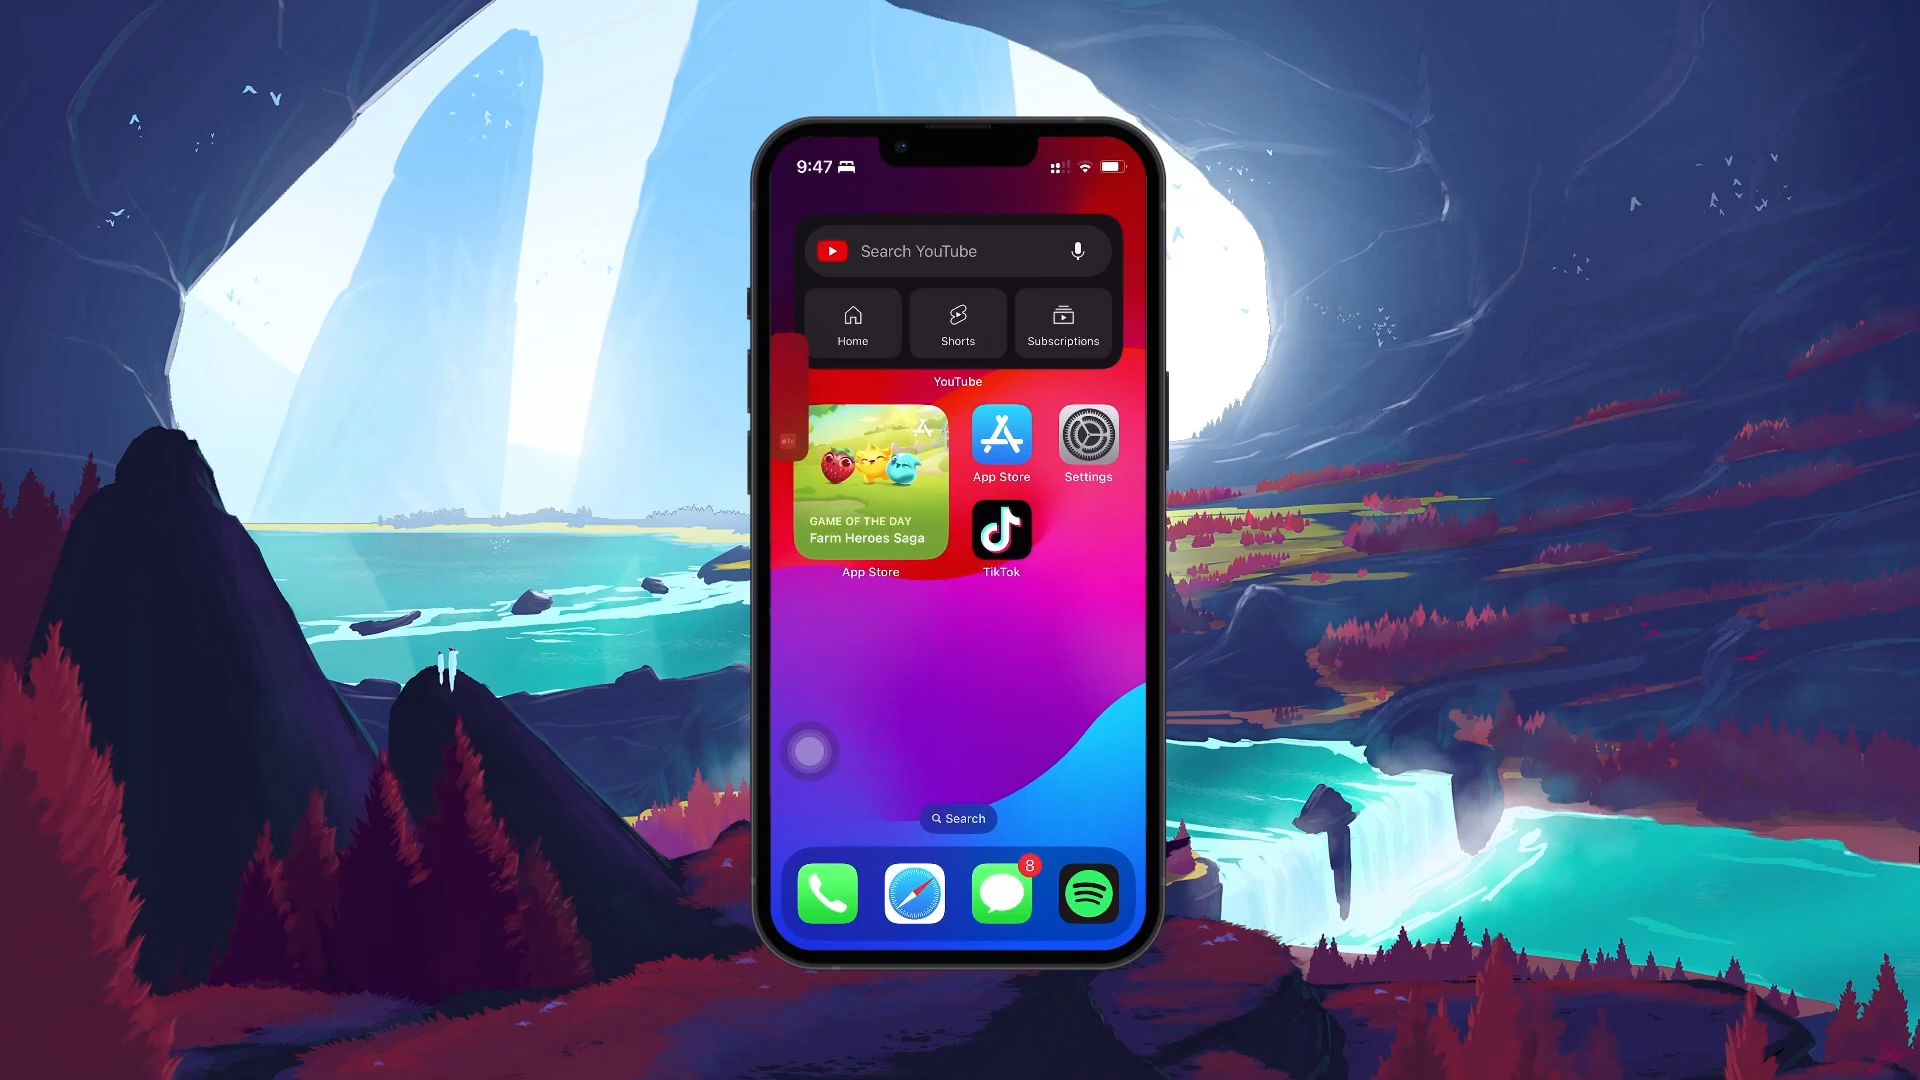 9:47
Search YouTube
Home
Shorts
Subscriptions
YouTube
tv
GAME OF THE DAY
Farm Heroes Saga
App Store
App Store
Settings
TikTok
Search
8